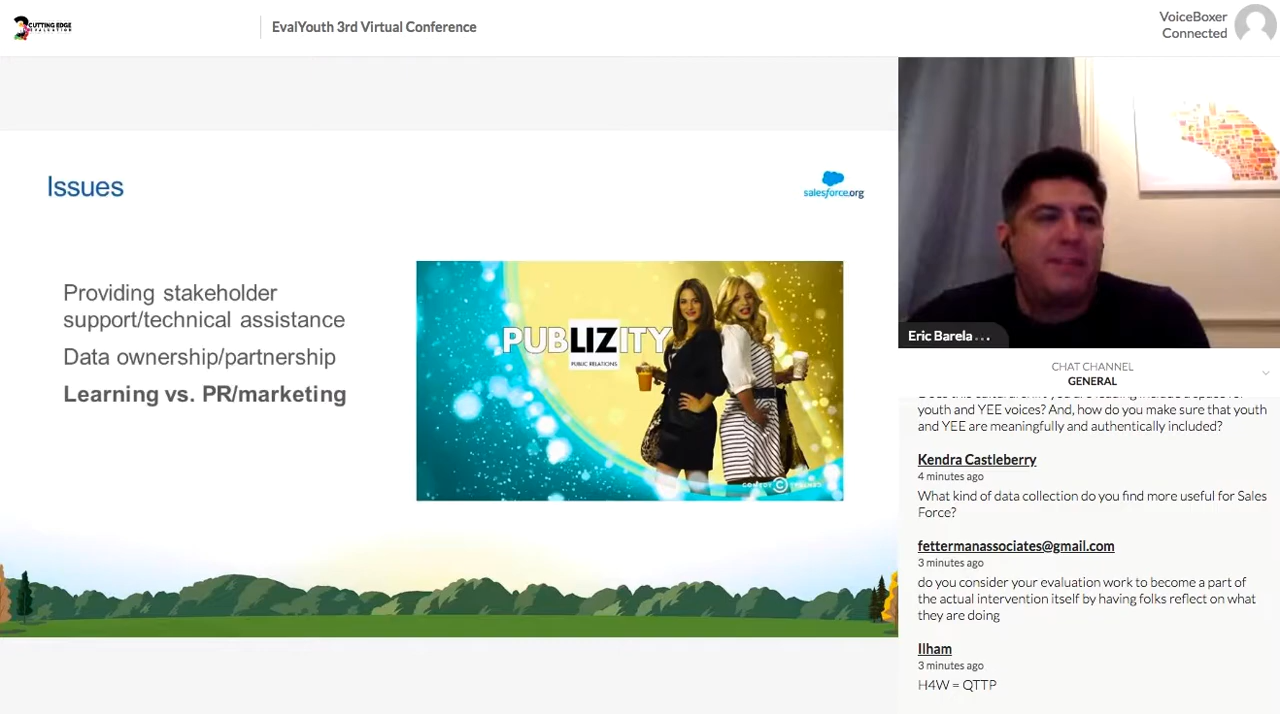 CUTTING EDGE
EvalYouth 3rd Virtual Conference
VoiceBoxer
Connected
Issues
salesforce.org
Providing stakeholder
support/technical assistance
Data ownership/partnership
Learning vs. PR/marketing
PUBLIZITY
PUBLIC RELATIONS
Eric Barela ...
CHAT CHANNEL
GENERAL
youth and YEE voices? And, how do you make sure that youth
and YEE are meaningfully and authentically included?
Kendra Castleberry
4 minutes ago
What kind of data collection do you find more useful for Sales
Force?
fettermanassociates@gmail.com
3 minutes ago
do you consider your evaluation work to become a part of
the actual intervention itself by having folks reflect on what
they are doing
Ilham
3 minutes ago
H4W = QTTP